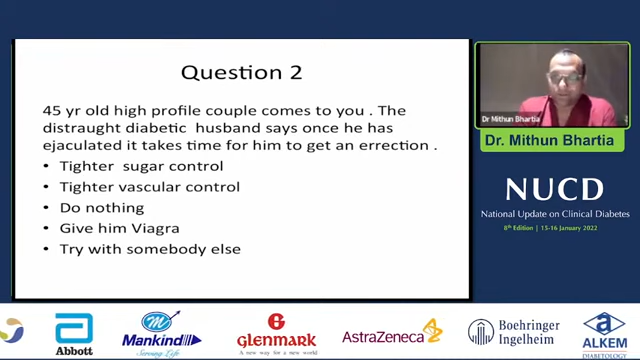 Question 2
45 yr old high profile couple comes to you . The
distraught diabetic husband says once he has
ejaculated it takes time for him to get an errection .
• Tighter sugar control
• Tighter vascular control
• Do nothing
• Give him Viagra
• Try with somebody else
Dr Mithun Bhartia
Dr. Mithun Bhartia
NUCD
National Update on Clinical Diabetes
8th Edition | 15-16 January 2022
Abbott
Mankind
Serving Life
glenmark
A new way for a new world
AstraZeneca
Boehringer
Ingelheim
ALKEM
DIABETOLOGY